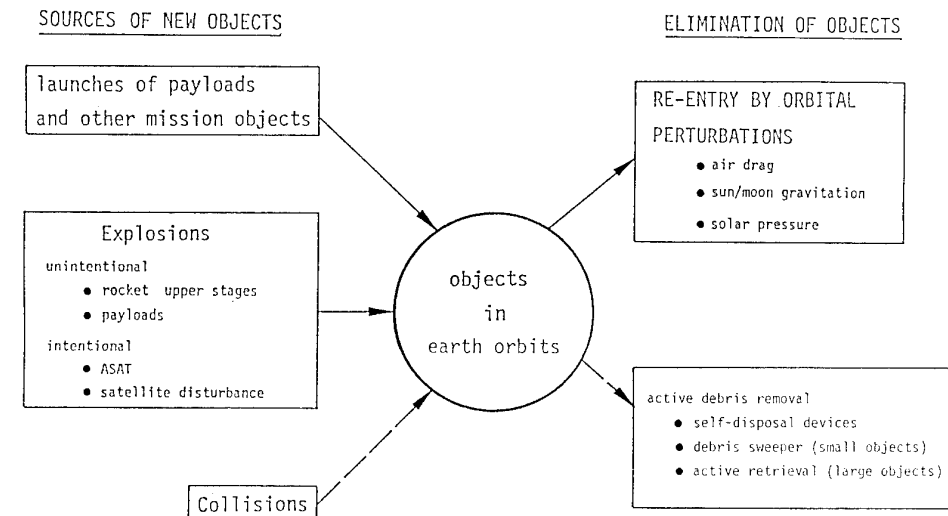 SOURCES OF NEW OBJECTS
launches of payloads
and other mission objects
Explosions
unintentional
● rocket upper stages
● payloads
intentional
● ASAT
● satellite disturbance
Collisions
objects
in
earth orbits
ELIMINATION OF OBJECTS
RE-ENTRY BY ORBITAL
PERTURBATIONS
● air drag
● sun/moon gravitation
● solar pressure
active debris removal
● self-disposal devices
● debris sweeper (small objects)
● active retrieval (large objects)